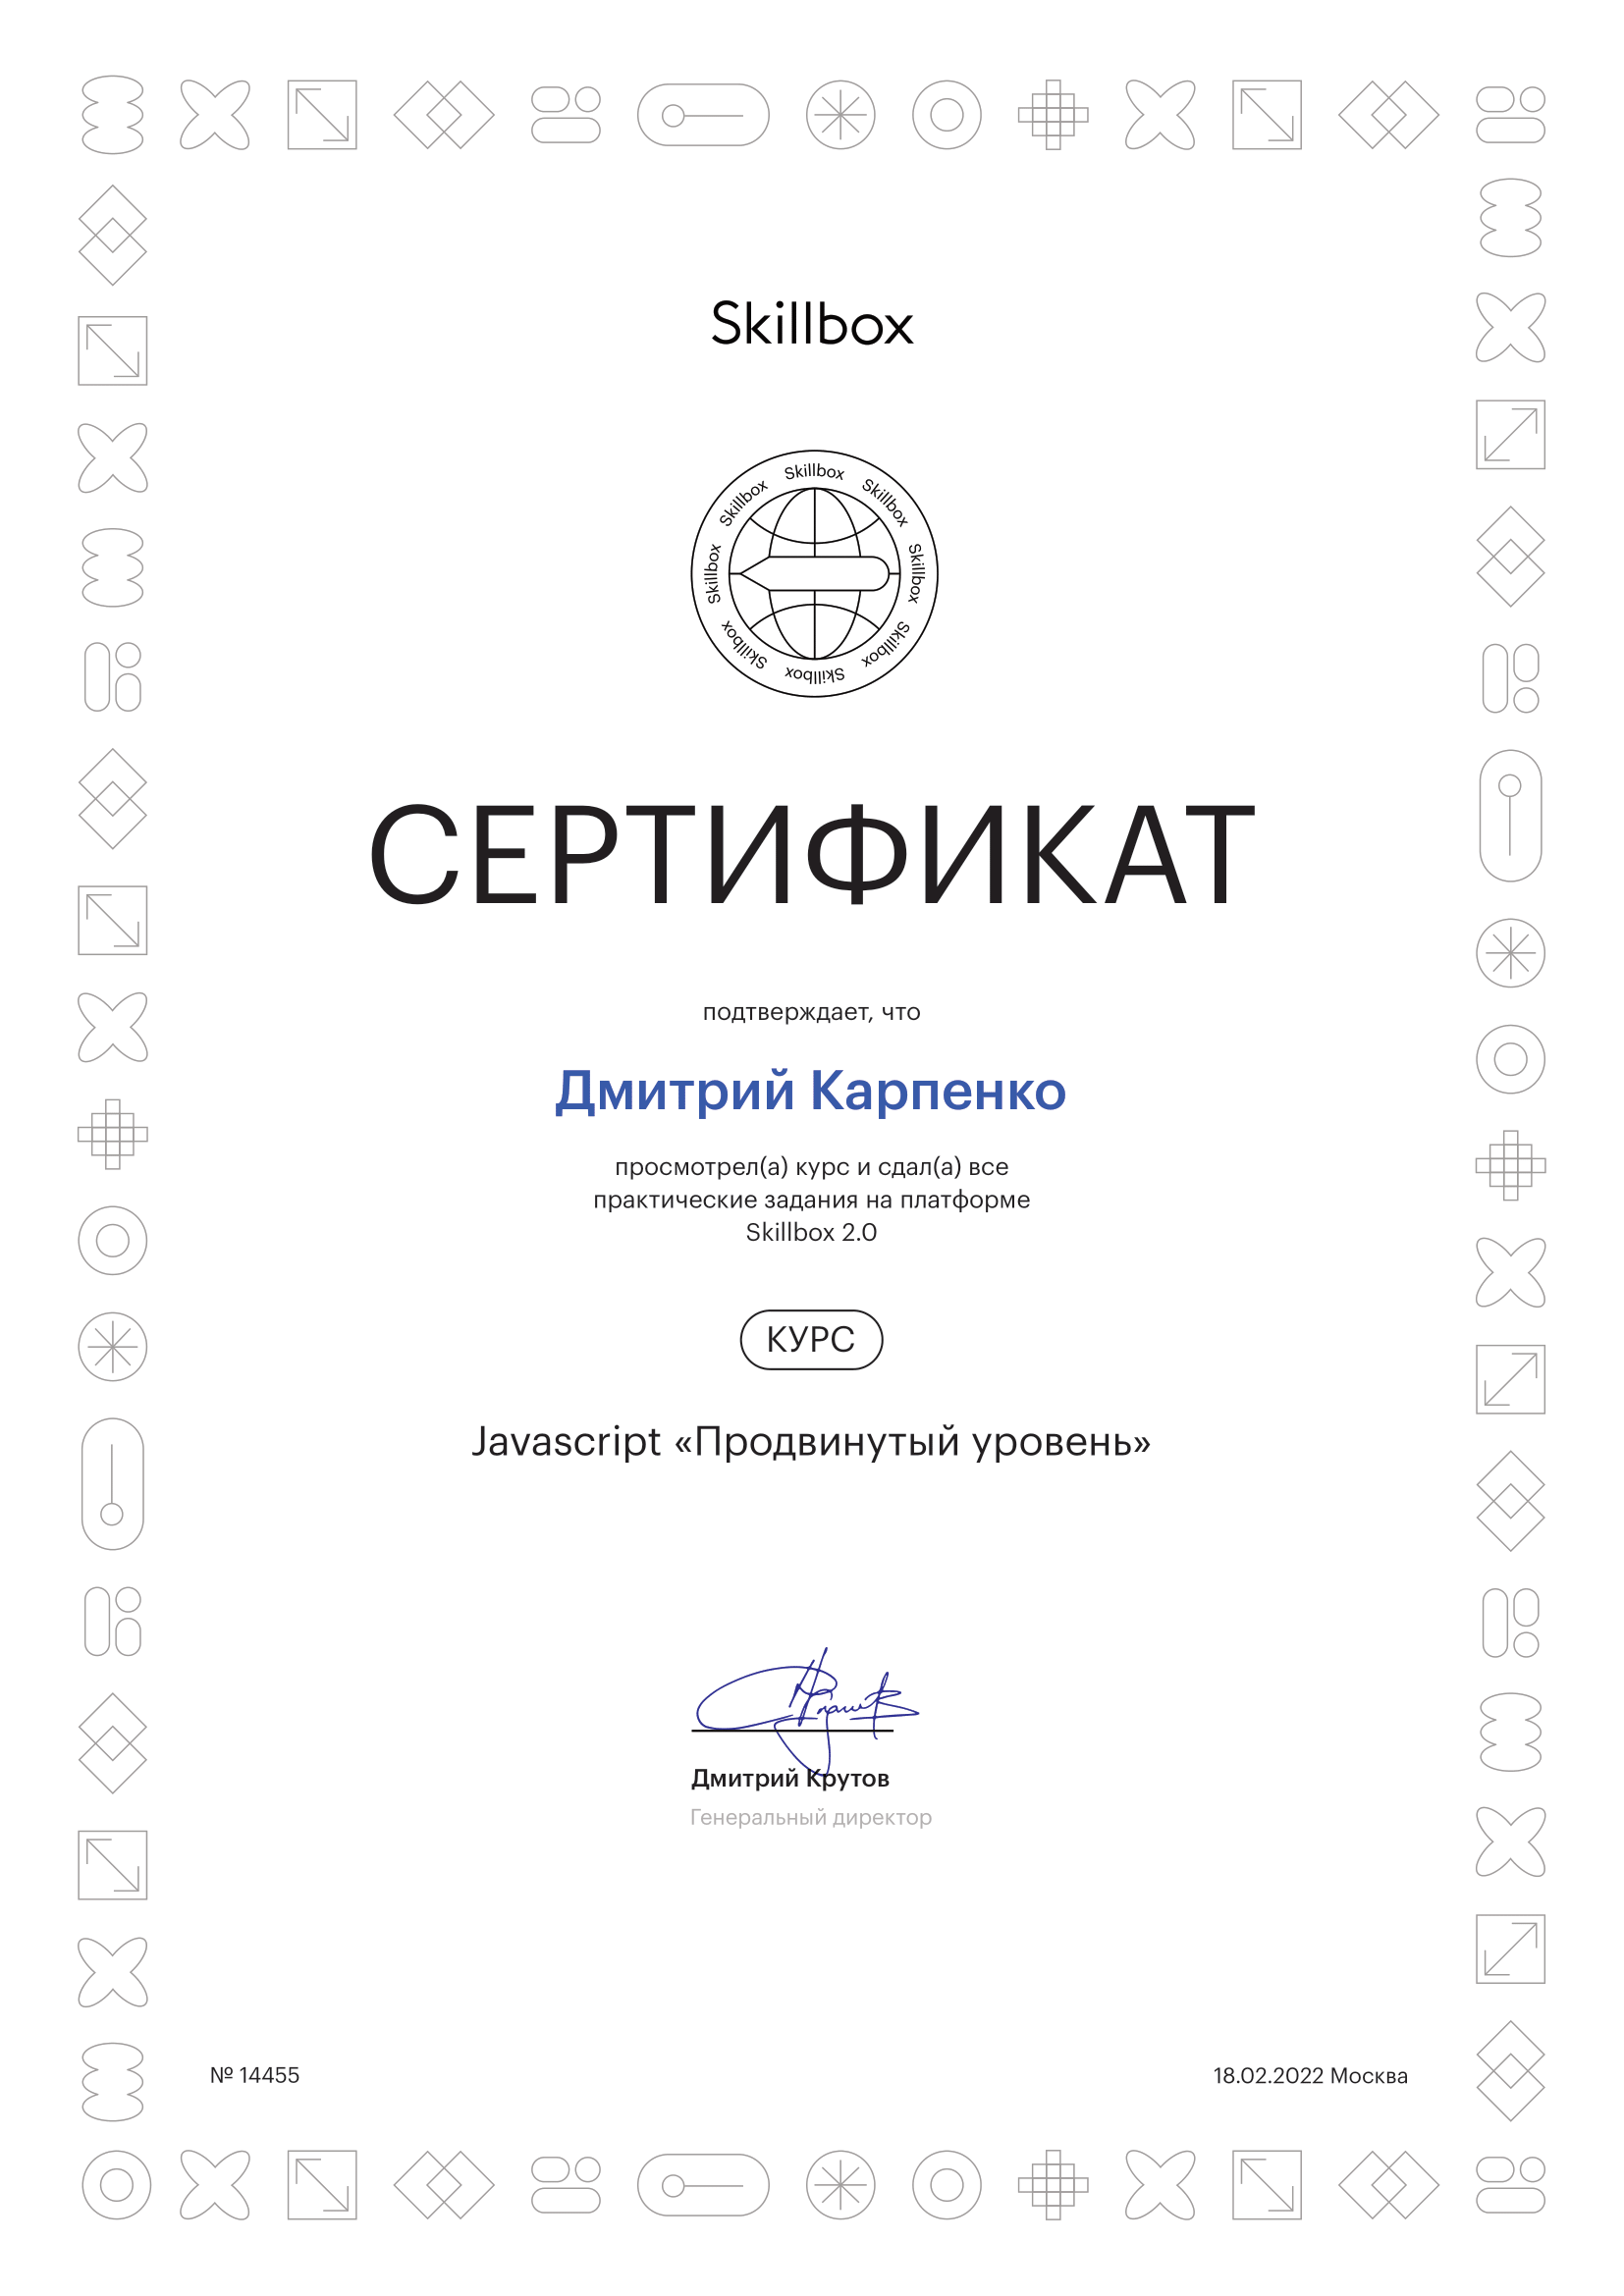 Skillbox
Skillbox Skillbox Skillbox Skillbox Skillbox Skillbox Skillbox Skillbox
СЕРТИФИКАТ
подтверждает, что
Дмитрий Карпенко
просмотрел(а) курс и сдал(а) все
практические задания на платформе
Skillbox 2.0
КУРС
Javascript «Продвинутый уровень»
Дмитрий Крутов
Генеральный директор
№ 14455
18.02.2022 Москва